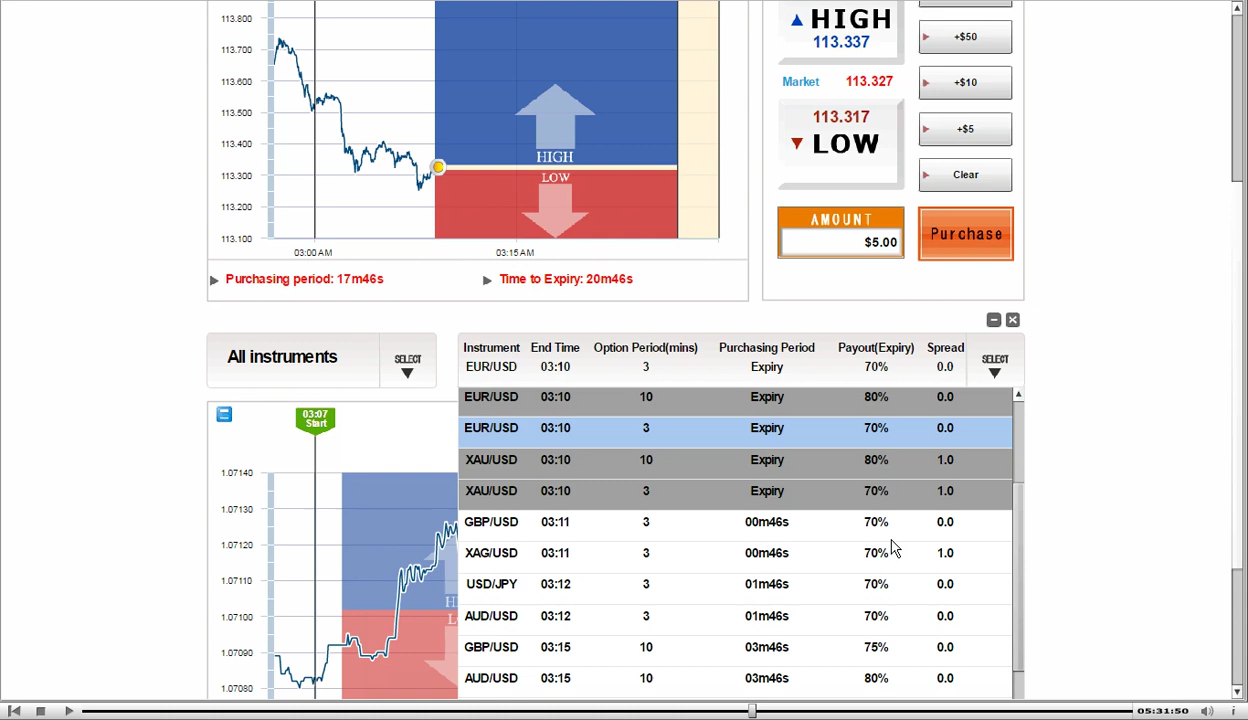 113.800
113.700
113.600
113.500
113.400
113.300
113.200
113.100
HIGH
LOW
03:00 AM
03:15 AM
Purchasing period: 17m46s
Time to Expiry: 20m46s
HIGH
113.337
Market 113.327
113.317
LOW
+$50
+$10
+$5
Clear
AMOUNT
$5.00
Purchase
All instruments
SELECT
Instrument End Time Option Period(mins) Purchasing Period Payout(Expiry) Spread
EUR/USD 03:10 3 Expiry 70% 0.0
SELECT
EUR/USD 03:10 10 Expiry 80% 0.0
EUR/USD 03:10 3 Expiry 70% 0.0
XAU/USD 03:10 10 Expiry 80% 1.0
XAU/USD 03:10 3 Expiry 70% 1.0
GBP/USD 03:11 3 00m46s 70% 0.0
XAG/USD 03:11 3 00m46s 70% 1.0
USD/JPY 03:12 3 01m46s 70% 0.0
AUD/USD 03:12 3 01m46s 70% 0.0
GBP/USD 03:15 10 03m46s 75% 0.0
AUD/USD 03:15 10 03m46s 80% 0.0
03:07
Start
1.07140
1.07130
1.07120
1.07110
1.07100
1.07090
1.07080
05:31:50